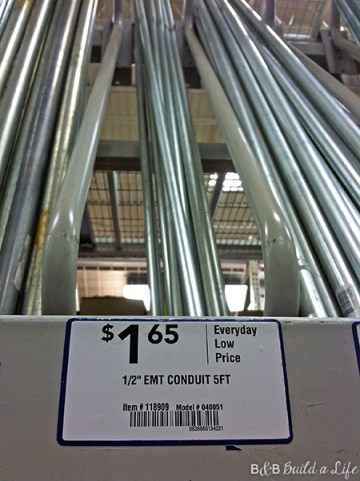 $1.65
Everyday
Low
Price
1/2" EMT CONDUIT 5FT
Item # 118909 Model # 040051
B&B Build a Life